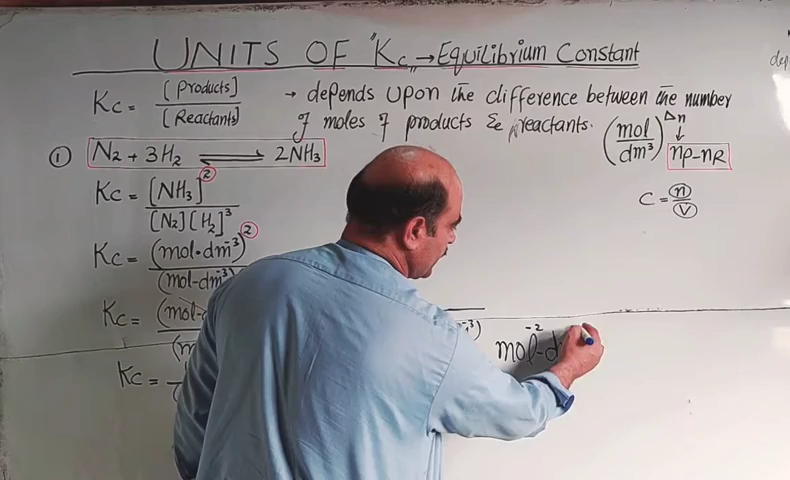 UNITS OF "Kc" → Equilibrium Constant
Kc = [Products] / [Reactants]
→ depends upon the difference between the number
of moles of products & reactants.
(mol/dm³)^Δn
↓
nP-nR
① N₂ + 3H₂ ⇌ 2NH₃
C = n/V
Kc = [NH₃]² / [N₂][H₂]³
Kc = (mol·dm⁻³)² / (mol-dm⁻³)
Kc = (mol-
(m
⁻³)
mol⁻²-d
Kc =
dep